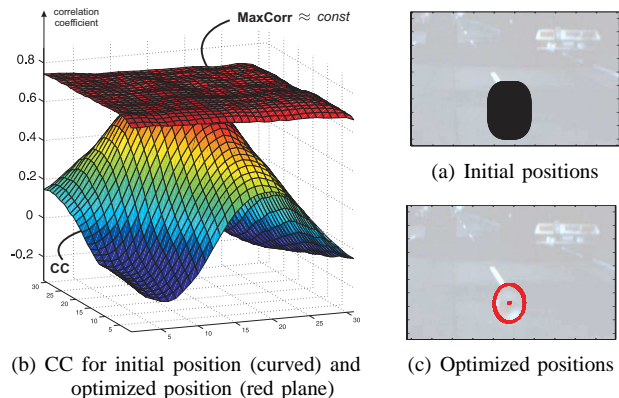 correlation
coefficient
MaxCorr ≈ const
0.8
0.6
0.4
0.2
0
-0.2
CC
30
25
20
15
10
5
5
10
15
20
25
30
(b) CC for initial position (curved) and
optimized position (red plane)
(a) Initial positions
(c) Optimized positions